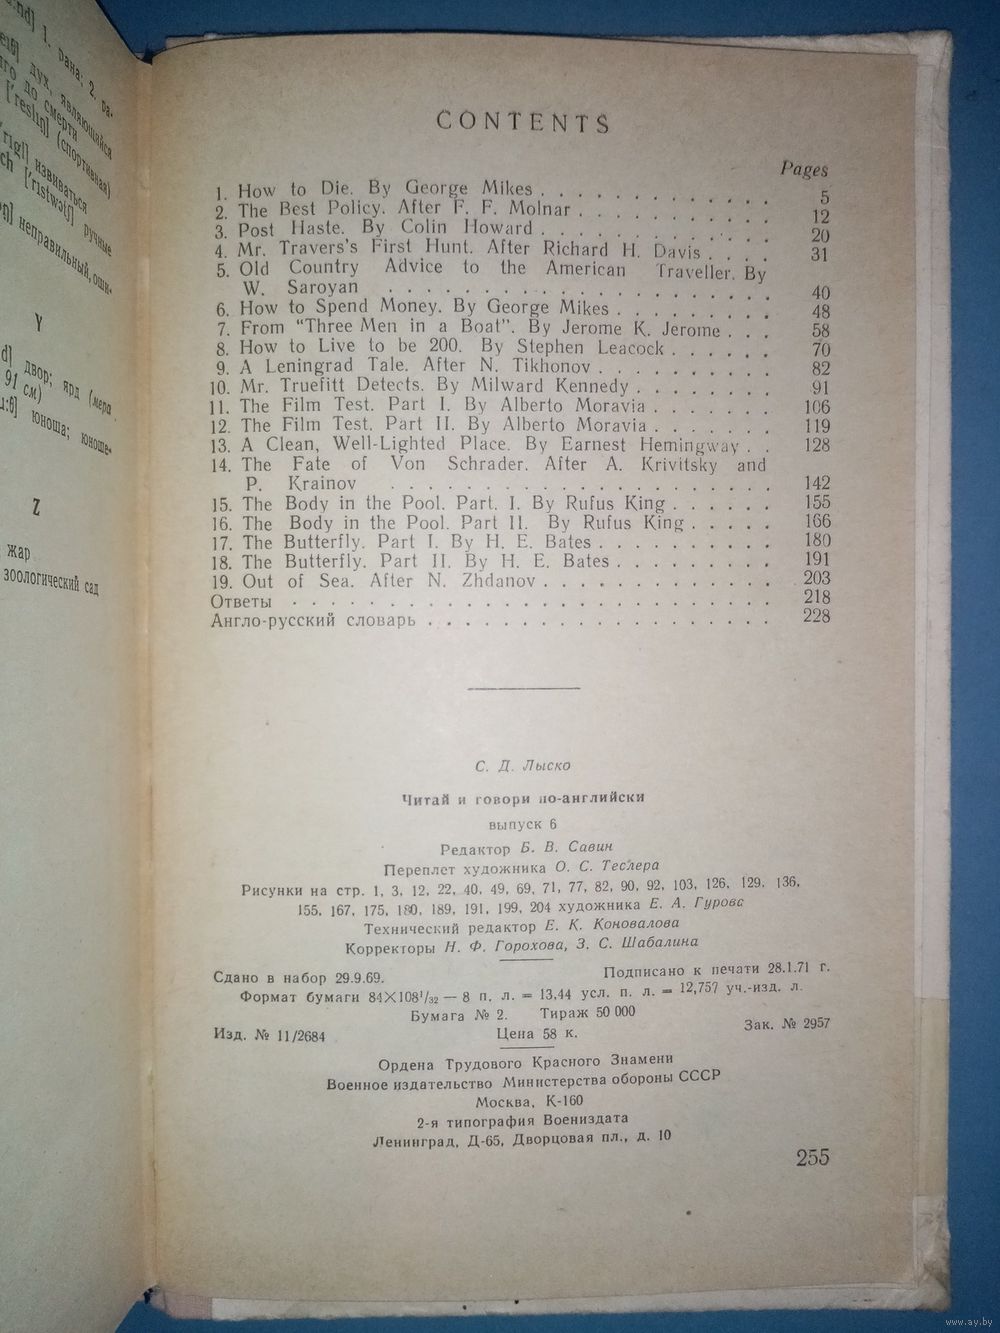 1. рана; 2. ра-
дух, являющийся
до смерти
['reslɪŋ] (спортивная)
извиваться
['rɪstwɔtʃ] ручные
неправильный, оши-
Y
двор; ярд (мера
91 см)
юноша; юноше-
Z
жар
зоологический сад
CONTENTS
Pages
1. How to Die. By George Mikes . . . . . . . . . . . . 5
2. The Best Policy. After F. F. Molnar . . . . . . . . . . 12
3. Post Haste. By Colin Howard . . . . . . . . . . . . 20
4. Mr. Travers's First Hunt. After Richard H. Davis . . . . 31
5. Old Country Advice to the American Traveller. By
W. Saroyan . . . . . . . . . . . . . . . . . . . . 40
6. How to Spend Money. By George Mikes . . . . . . . . 48
7. From "Three Men in a Boat". By Jerome K. Jerome . . . 58
8. How to Live to be 200. By Stephen Leacock . . . . . . 70
9. A Leningrad Tale. After N. Tikhonov . . . . . . . . . 82
10. Mr. Truefitt Detects. By Milward Kennedy . . . . . . . 91
11. The Film Test. Part I. By Alberto Moravia . . . . . . . 106
12. The Film Test. Part II. By Alberto Moravia . . . . . . . 119
13. A Clean, Well-Lighted Place. By Earnest Hemingway . . 128
14. The Fate of Von Schrader. After A. Krivitsky and
P. Krainov . . . . . . . . . . . . . . . . . . . . 142
15. The Body in the Pool. Part. I. By Rufus King . . . . . . 155
16. The Body in the Pool. Part II. By Rufus King . . . . . 166
17. The Butterfly. Part I. By H. E. Bates . . . . . . . . . 180
18. The Butterfly. Part II. By H. E. Bates . . . . . . . . . 191
19. Out of Sea. After N. Zhdanov . . . . . . . . . . . . 203
Ответы . . . . . . . . . . . . . . . . . . . . . . . . . 218
Англо-русский словарь . . . . . . . . . . . . . . . . . . 228
С. Д. Лыско
Читай и говори по-английски
выпуск 6
Редактор Б. В. Савин
Переплет художника О. С. Теслера
Рисунки на стр. 1, 3, 12, 22, 40, 49, 69, 71, 77, 82, 90, 92, 103, 126, 129, 136,
155, 167, 175, 180, 189, 191, 199, 204 художника Е. А. Гурова
Технический редактор Е. К. Коновалова
Корректоры Н. Ф. Горохова, З. С. Шабалина
Сдано в набор 29.9.69. Подписано к печати 28.1.71 г.
Формат бумаги 84×108¹/₃₂ — 8 п. л. = 13,44 усл. п. л. = 12,757 уч.-изд. л.
Бумага № 2. Тираж 50 000
Изд. № 11/2684 Цена 58 к. Зак. № 2957
Ордена Трудового Красного Знамени
Военное издательство Министерства обороны СССР
Москва, К-160
2-я типография Воениздата
Ленинград, Д-65, Дворцовая пл., д. 10
255
www.ay.by